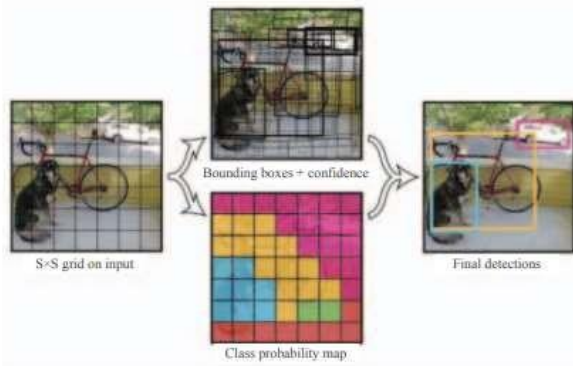 Bounding boxes + confidence
S×S grid on input
Final detections
Class probability map